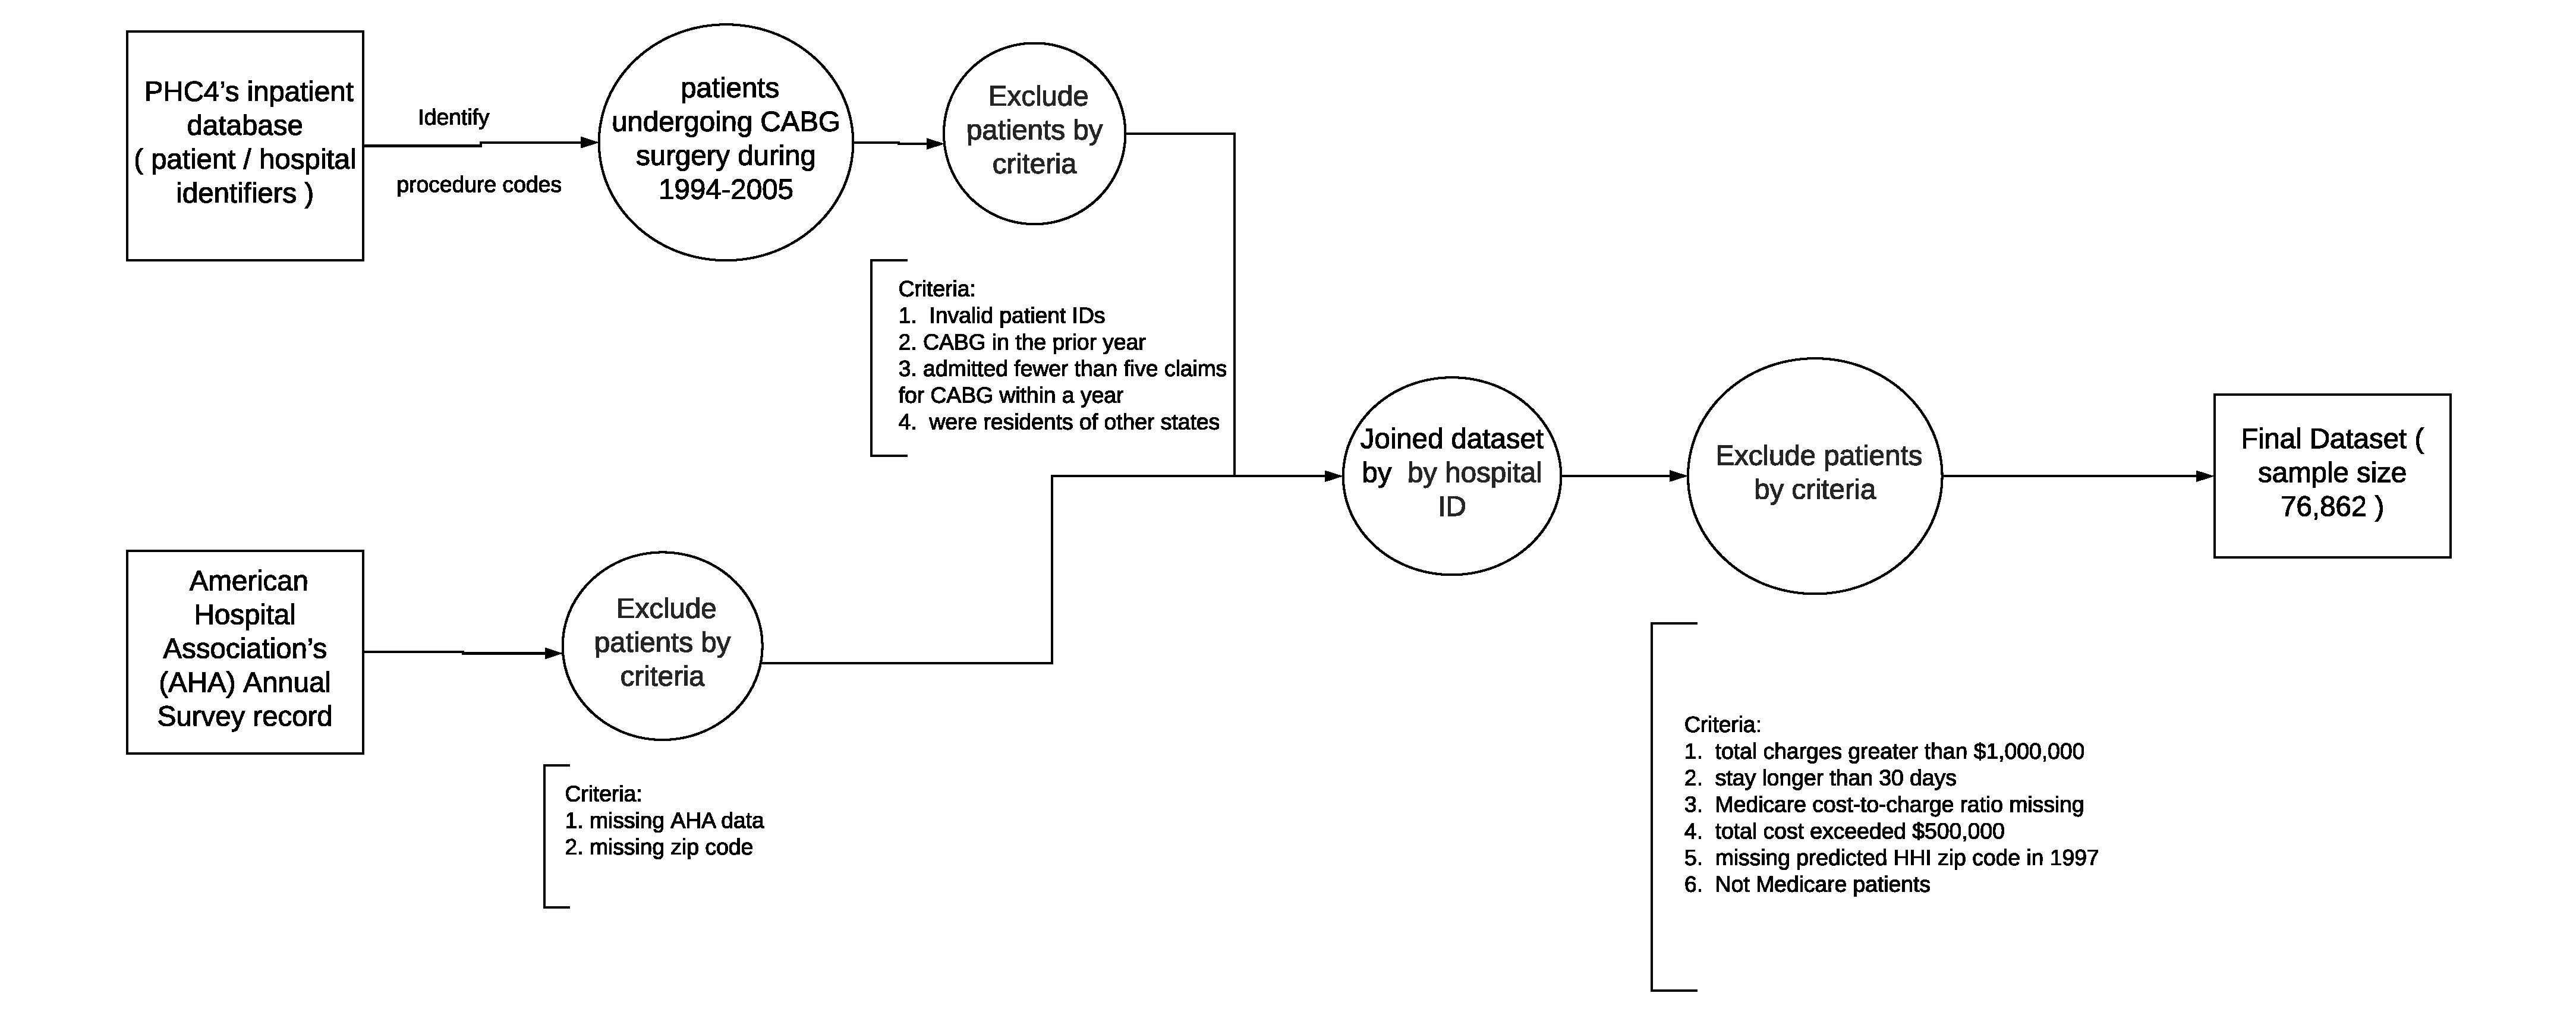 PHC4's inpatient
database
( patient / hospital
identifiers )
Identify
procedure codes
patients
undergoing CABG
surgery during
1994-2005
Exclude
patients by
criteria
Criteria:
1. Invalid patient IDs
2. CABG in the prior year
3. admitted fewer than five claims
for CABG within a year
4. were residents of other states
American
Hospital
Association's
(AHA) Annual
Survey record
Exclude
patients by
criteria
Criteria:
1. missing AHA data
2. missing zip code
Joined dataset
by by hospital
ID
Exclude patients
by criteria
Criteria:
1. total charges greater than $1,000,000
2. stay longer than 30 days
3. Medicare cost-to-charge ratio missing
4. total cost exceeded $500,000
5. missing predicted HHI zip code in 1997
6. Not Medicare patients
Final Dataset (
sample size
76,862 )